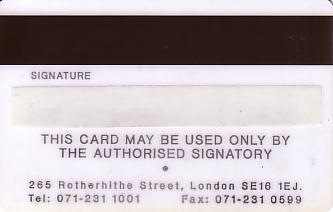 SIGNATURE
THIS CARD MAY BE USED ONLY BY
THE AUTHORISED SIGNATORY
265 Rotherhithe Street, London SE16 1EJ.
Tel: 071-231 1001 Fax: 071-231 0599